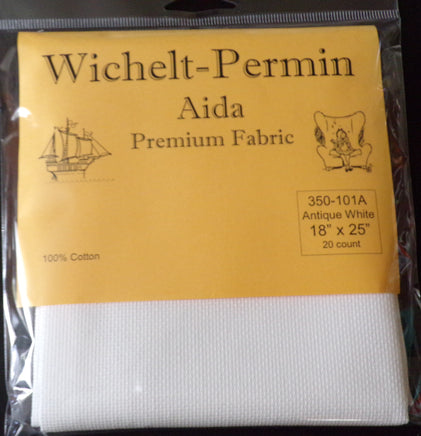 Wichelt-Permin
Aida
Premium Fabric
350-101A
Antique White
18" x 25"
20 count
100% Cotton